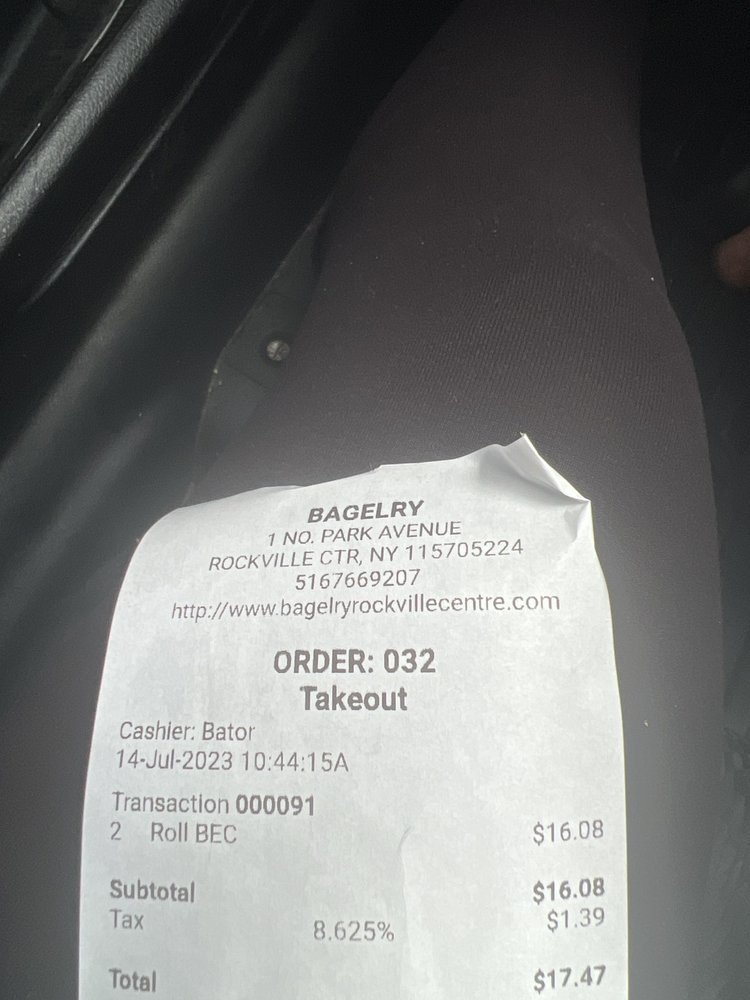 BAGELRY
1 NO. PARK AVENUE
ROCKVILLE CTR, NY 115705224
5167669207
http://www.bagelryrockvillecentre.com
ORDER: 032
Takeout
Cashier: Bator
14-Jul-2023 10:44:15A
Transaction 000091
2 Roll BEC $16.08
Subtotal $16.08
Tax 8.625% $1.39
Total $17.47